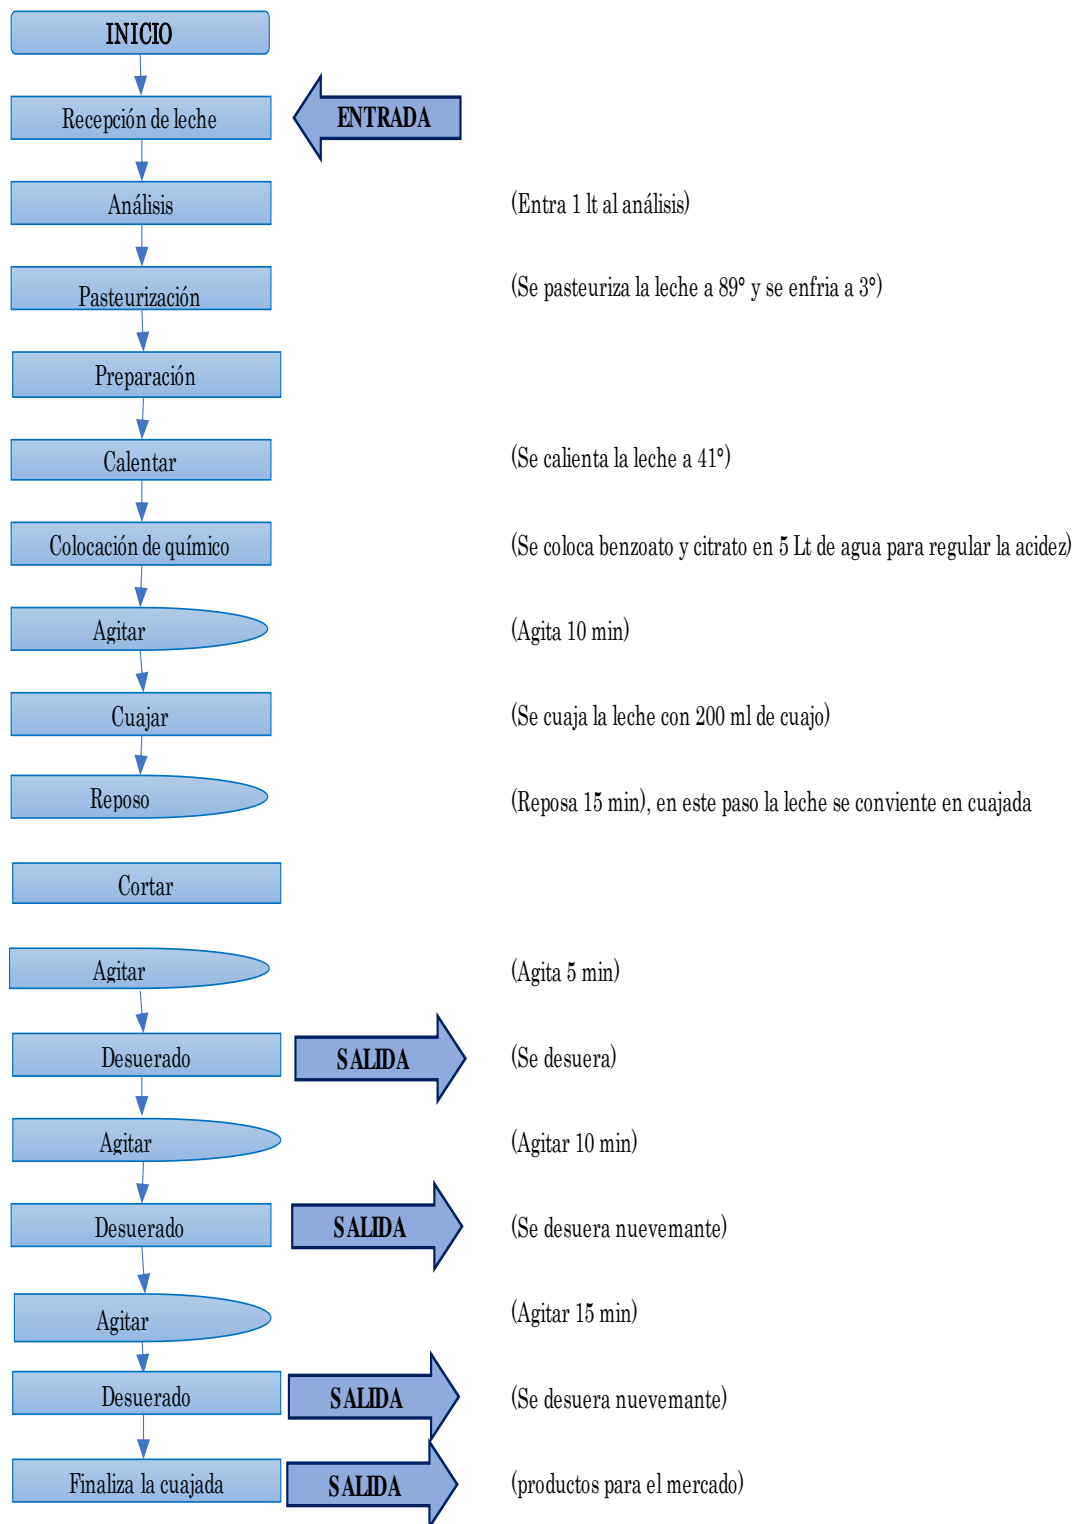 INICIO
Recepción de leche
ENTRADA
Análisis
(Entra 1 lt al análisis)
Pasteurización
(Se pasteuriza la leche a 89° y se enfria a 3°)
Preparación
Calentar
(Se calienta la leche a 41°)
Colocación de químico
(Se coloca benzoato y citrato en 5 Lt de agua para regular la acidez)
Agitar
(Agita 10 min)
Cuajar
(Se cuaja la leche con 200 ml de cuajo)
Reposo
(Reposa 15 min), en este paso la leche se conviente en cuajada
Cortar
Agitar
(Agita 5 min)
Desuerado
SALIDA
(Se desuera)
Agitar
(Agitar 10 min)
Desuerado
SALIDA
(Se desuera nuevemante)
Agitar
(Agitar 15 min)
Desuerado
SALIDA
(Se desuera nuevemante)
Finaliza la cuajada
SALIDA
(productos para el mercado)